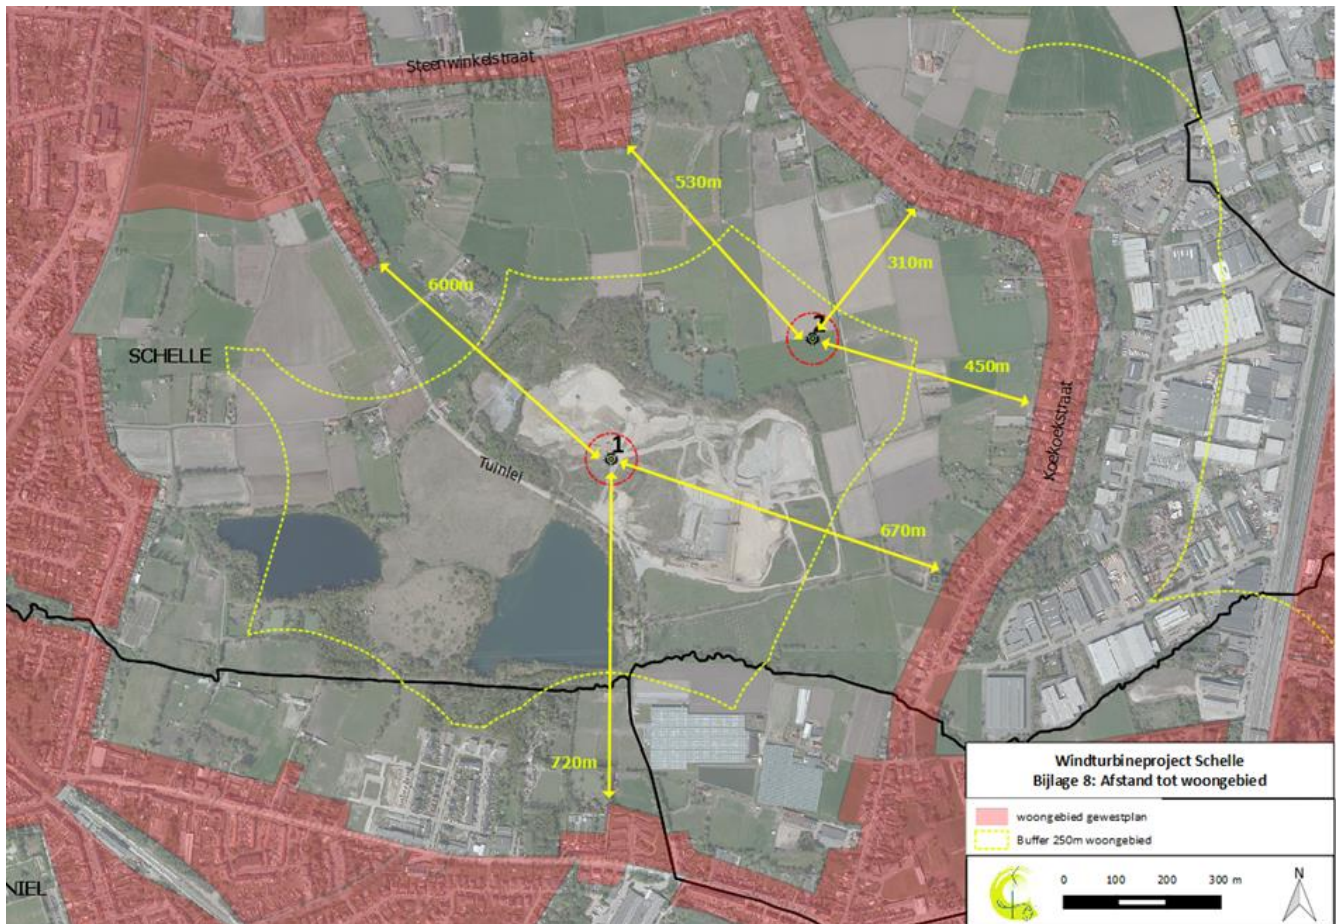 Steenwinkelstraat
530m
310m
600m
2
SCHELLE
450m
Koekoekstraat
1
Tuinlei
670m
720m
Windturbineproject Schelle
Bijlage 8: Afstand tot woongebied
woongebied gewestplan
Buffer 250m woongebied
NIEL
0 100 200 300 m
N